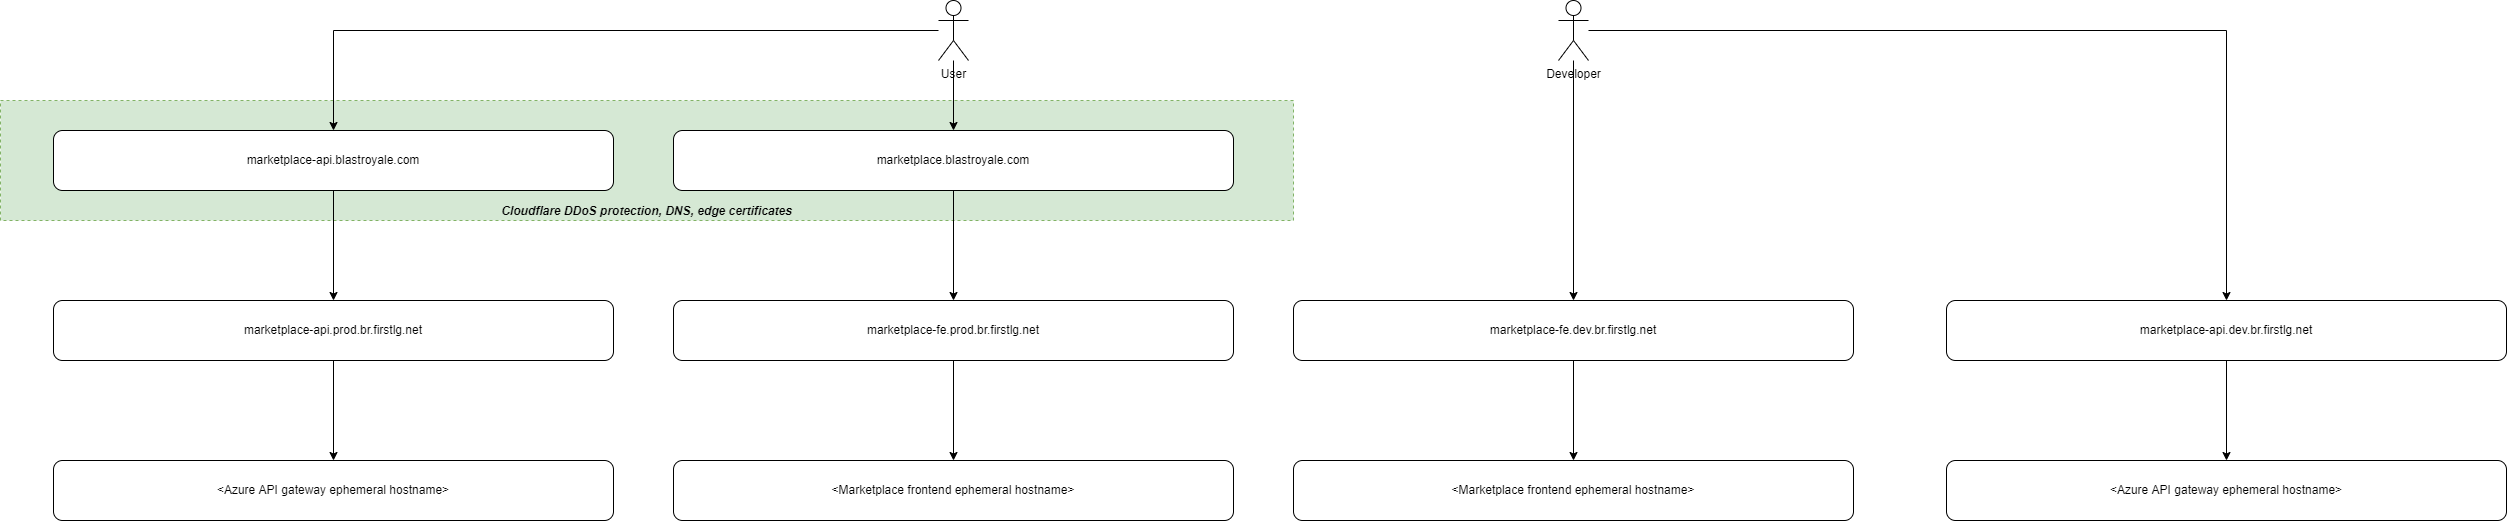 User
Developer
marketplace-api.blastroyale.com
marketplace.blastroyale.com
Cloudflare DDoS protection, DNS, edge certificates
marketplace-api.prod.br.firstlg.net
marketplace-fe.prod.br.firstlg.net
marketplace-fe.dev.br.firstlg.net
marketplace-api.dev.br.firstlg.net
<Azure API gateway ephemeral hostname>
<Marketplace frontend ephemeral hostname>
<Marketplace frontend ephemeral hostname>
<Azure API gateway ephemeral hostname>